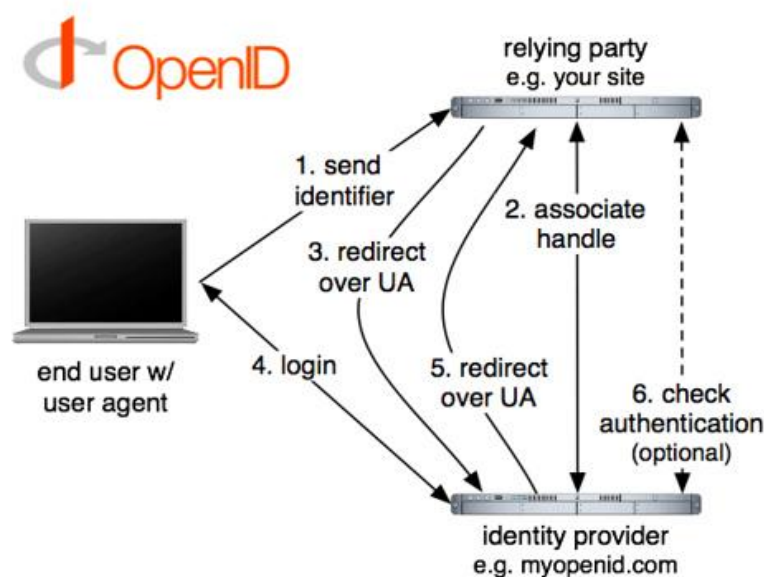 OpenID
relying party
e.g. your site
1. send
identifier
2. associate
handle
3. redirect
over UA
4. login
5. redirect
over UA
end user w/
user agent
6. check
authentication
(optional)
identity provider
e.g. myopenid.com